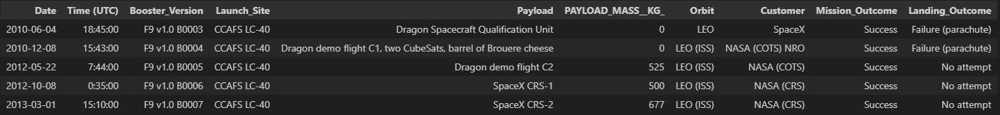 Date Time (UTC) Booster_Version Launch_Site Payload PAYLOAD_MASS__KG_ Orbit Customer Mission_Outcome Landing_Outcome
2010-06-04 18:45:00 F9 v1.0 B0003 CCAFS LC-40 Dragon Spacecraft Qualification Unit 0 LEO SpaceX Success Failure (parachute)
2010-12-08 15:43:00 F9 v1.0 B0004 CCAFS LC-40 Dragon demo flight C1, two CubeSats, barrel of Brouere cheese 0 LEO (ISS) NASA (COTS) NRO Success Failure (parachute)
2012-05-22 7:44:00 F9 v1.0 B0005 CCAFS LC-40 Dragon demo flight C2 525 LEO (ISS) NASA (COTS) Success No attempt
2012-10-08 0:35:00 F9 v1.0 B0006 CCAFS LC-40 SpaceX CRS-1 500 LEO (ISS) NASA (CRS) Success No attempt
2013-03-01 15:10:00 F9 v1.0 B0007 CCAFS LC-40 SpaceX CRS-2 677 LEO (ISS) NASA (CRS) Success No attempt